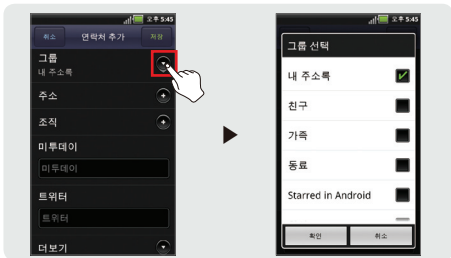 오후 5:45
취소 연락처 추가 저장
그룹
내 주소록
주소
조직
미투데이
미투데이
트위터
트위터
더보기
오후 5:45
그룹 선택
내 주소록
친구
가족
동료
Starred in Android
확인 취소